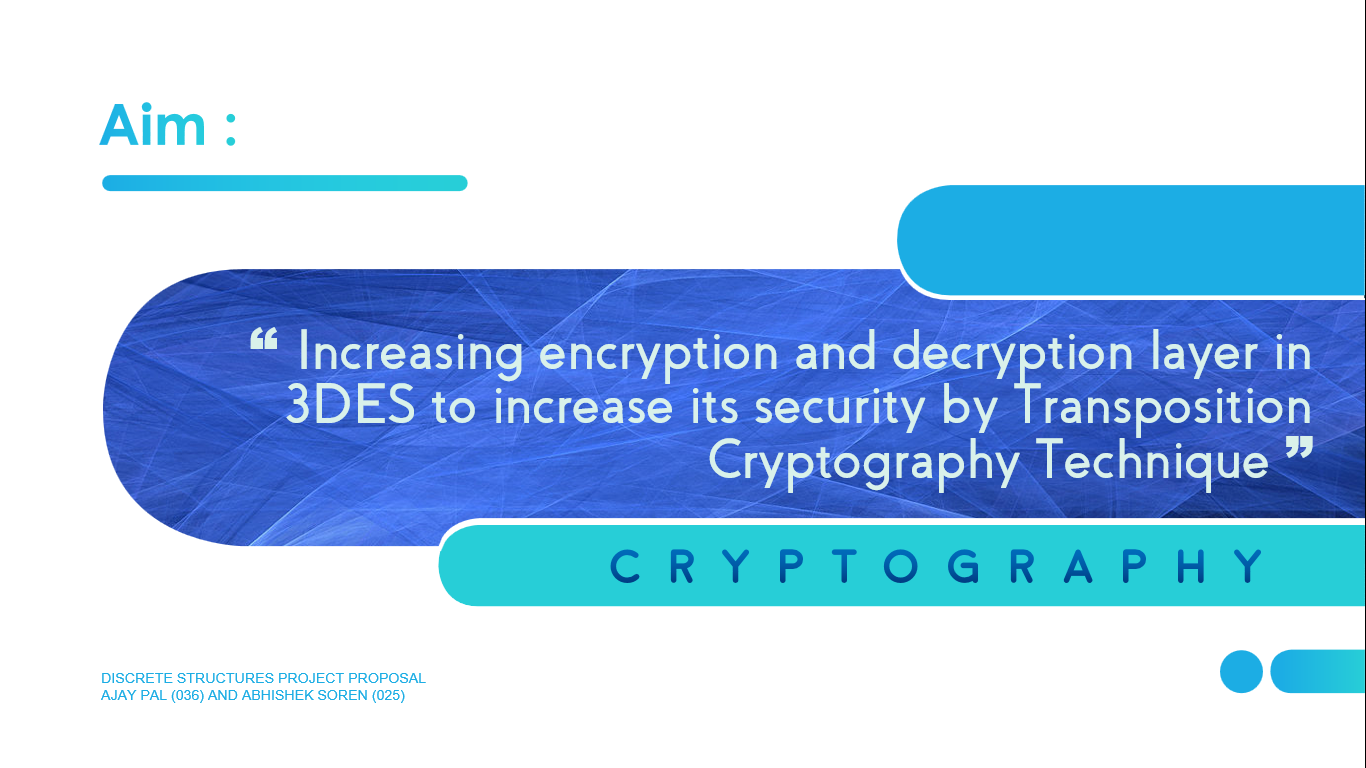 Aim :
“ Increasing encryption and decryption layer in
3DES to increase its security by Transposition
Cryptography Technique ”
CRYPTOGRAPHY
DISCRETE STRUCTURES PROJECT PROPOSAL
AJAY PAL (036) AND ABHISHEK SOREN (025)